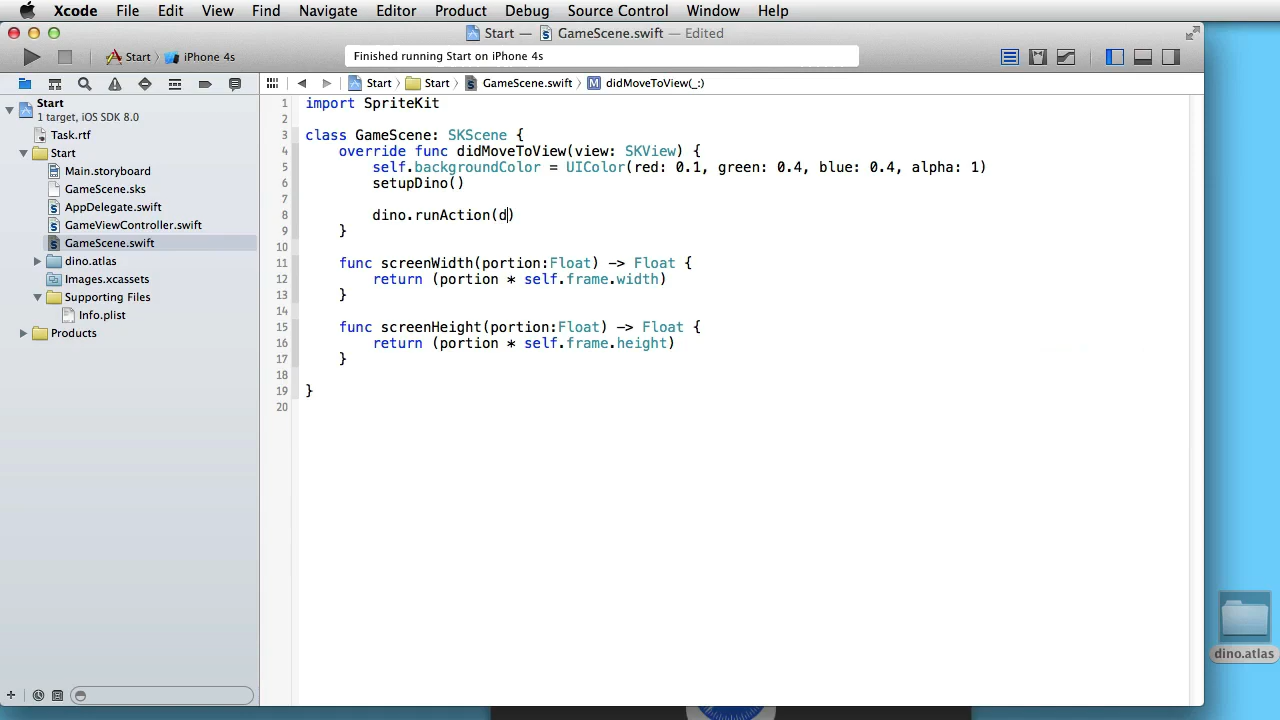 Xcode File Edit View Find Navigate Editor Product Debug Source Control Window Help
Start — GameScene.swift — Edited
Start › iPhone 4s
Finished running Start on iPhone 4s
Start › Start › GameScene.swift › M didMoveToView(_:)
Start
1 target, iOS SDK 8.0
Task.rtf
Start
Main.storyboard
GameScene.sks
AppDelegate.swift
GameViewController.swift
GameScene.swift
dino.atlas
Images.xcassets
Supporting Files
Info.plist
Products
1 import SpriteKit
2
3 class GameScene: SKScene {
4 override func didMoveToView(view: SKView) {
5 self.backgroundColor = UIColor(red: 0.1, green: 0.4, blue: 0.4, alpha: 1)
6 setupDino()
7
8 dino.runAction(d)
9 }
10
11 func screenWidth(portion:Float) -> Float {
12 return (portion * self.frame.width)
13 }
14
15 func screenHeight(portion:Float) -> Float {
16 return (portion * self.frame.height)
17 }
18
19 }
20
dino.atlas